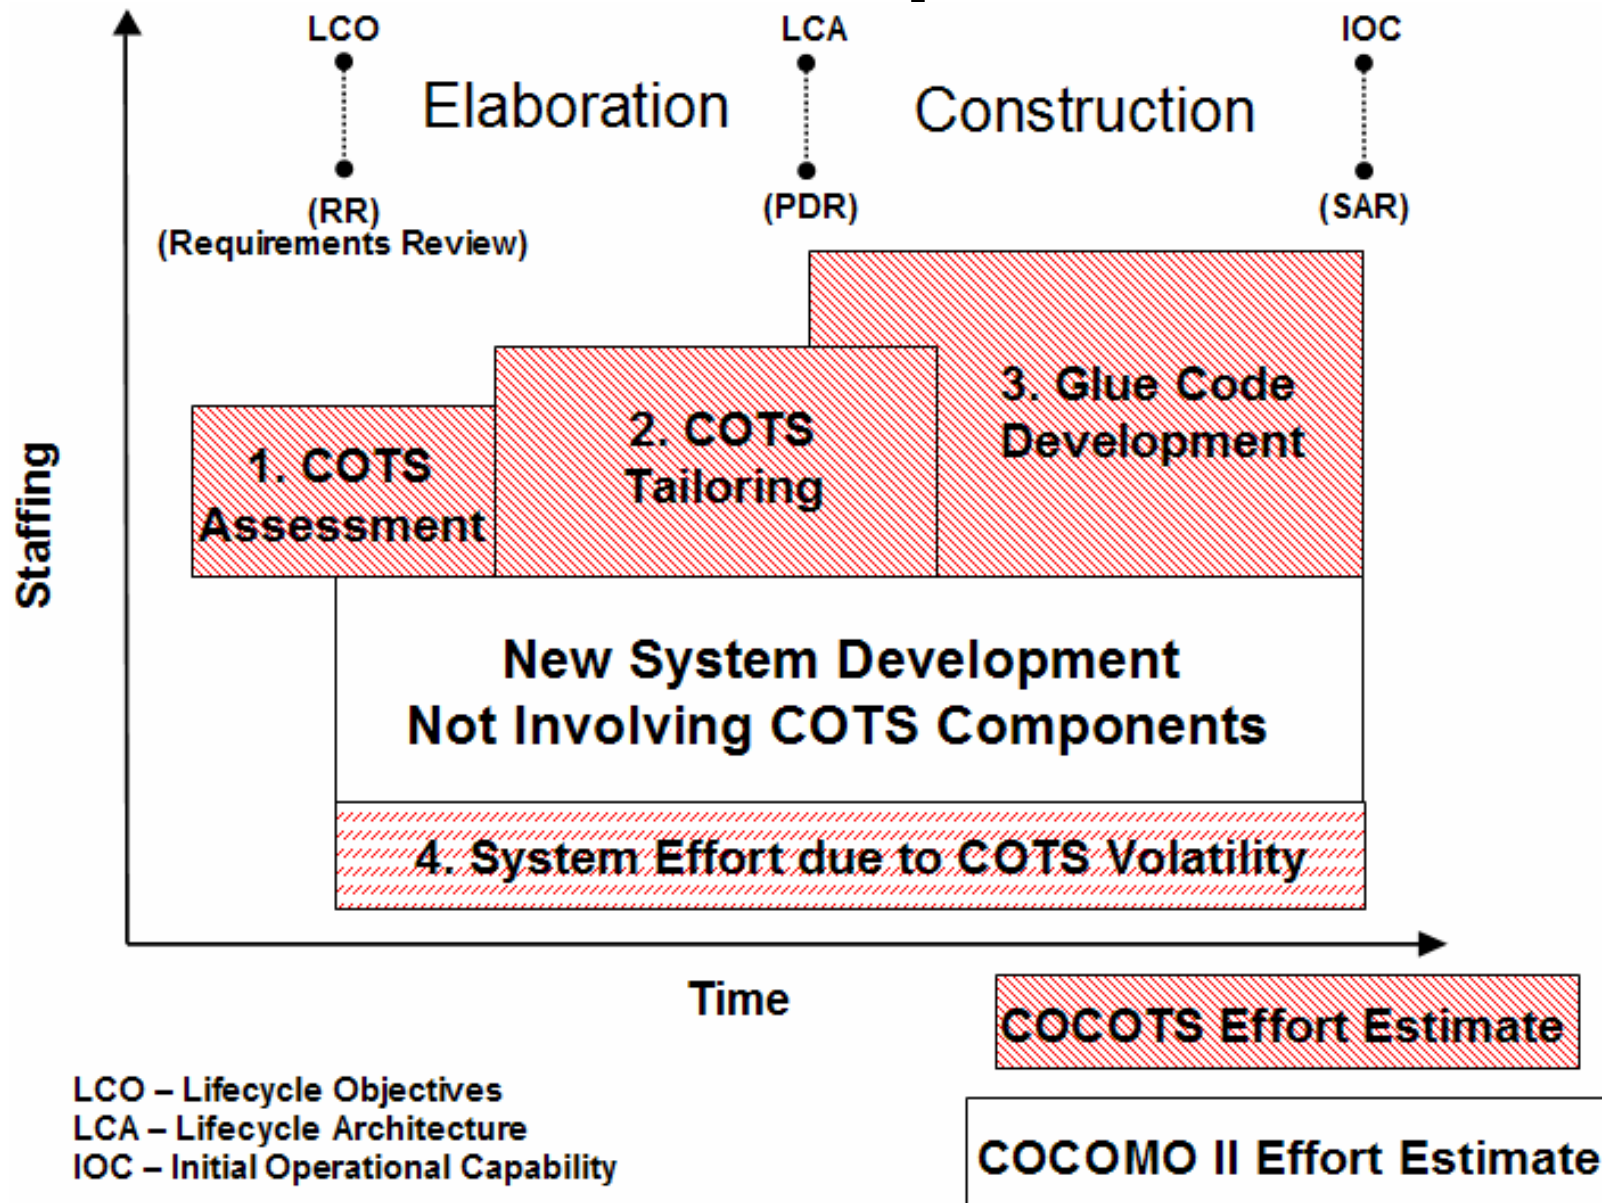 LCO
LCA
IOC
Elaboration
Construction
(RR)
(PDR)
(SAR)
(Requirements Review)
3. Glue Code
Development
2. COTS
Tailoring
1. COTS
Assessment
Staffing
New System Development
Not Involving COTS Components
4. System Effort due to COTS Volatility
Time
COCOTS Effort Estimate
LCO – Lifecycle Objectives
LCA – Lifecycle Architecture
IOC – Initial Operational Capability
COCOMO II Effort Estimate